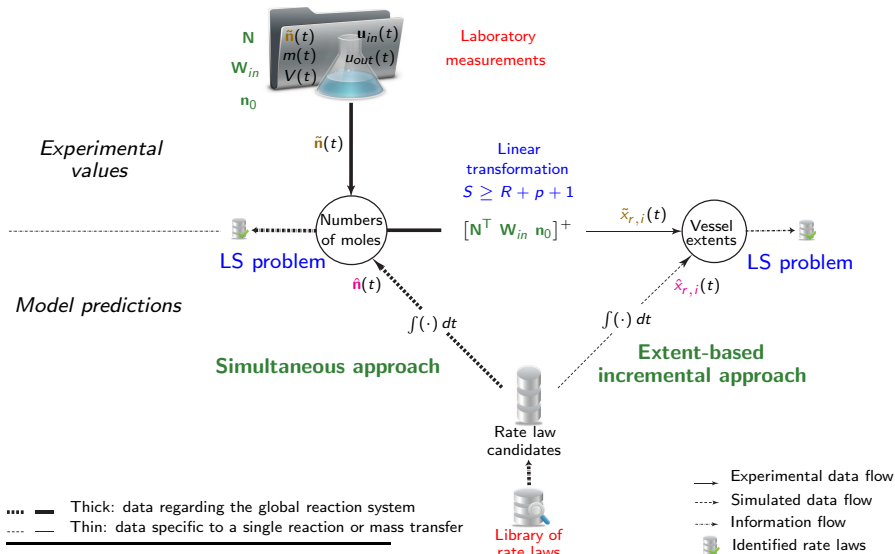 N
W_in
n_0
ñ(t)
m(t)
V(t)
u_in(t)
u_out(t)
Laboratory
measurements
ñ(t)
Experimental
values
Linear
transformation
S ≥ R + p + 1
Numbers
of moles
[N^T W_in n_0]^+
x̃_r,i(t)
Vessel
extents
LS problem
LS problem
Model predictions
n̂(t)
x̂_r,i(t)
∫(·) dt
∫(·) dt
Simultaneous approach
Extent-based
incremental approach
Rate law
candidates
Library of
rate laws
Thick: data regarding the global reaction system
Thin: data specific to a single reaction or mass transfer
Experimental data flow
Simulated data flow
Information flow
Identified rate laws